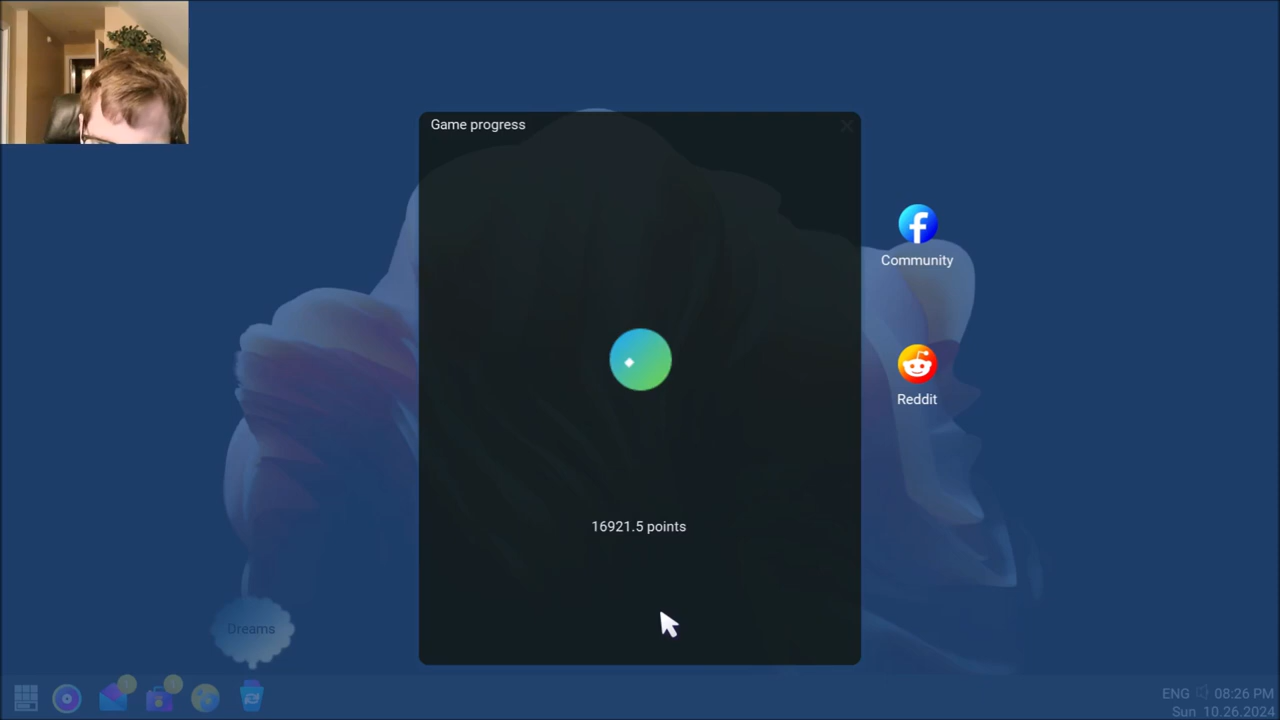 Game progress
Community
Reddit
16921.5 points
Dreams
ENG 08:26 PM
Sun 10.26.2024